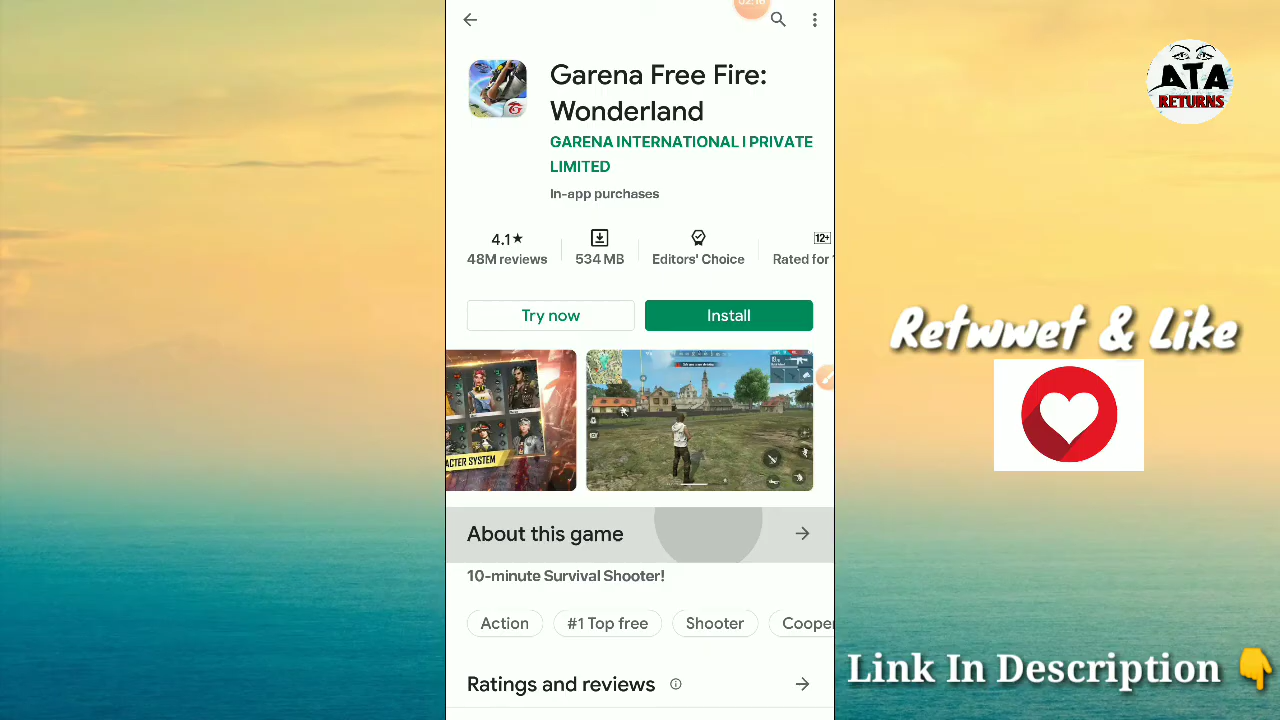 02:16
Garena Free Fire:
Wonderland
GARENA INTERNATIONAL I PRIVATE
LIMITED
In-app purchases
4.1★ 12+
48M reviews 534 MB Editors' Choice Rated for
Try now Install
ACTER SYSTEM
About this game
10-minute Survival Shooter!
Action #1 Top free Shooter Cooper
Ratings and reviews
ATA
RETURNS
Retwwet & Like
Link In Description 👇